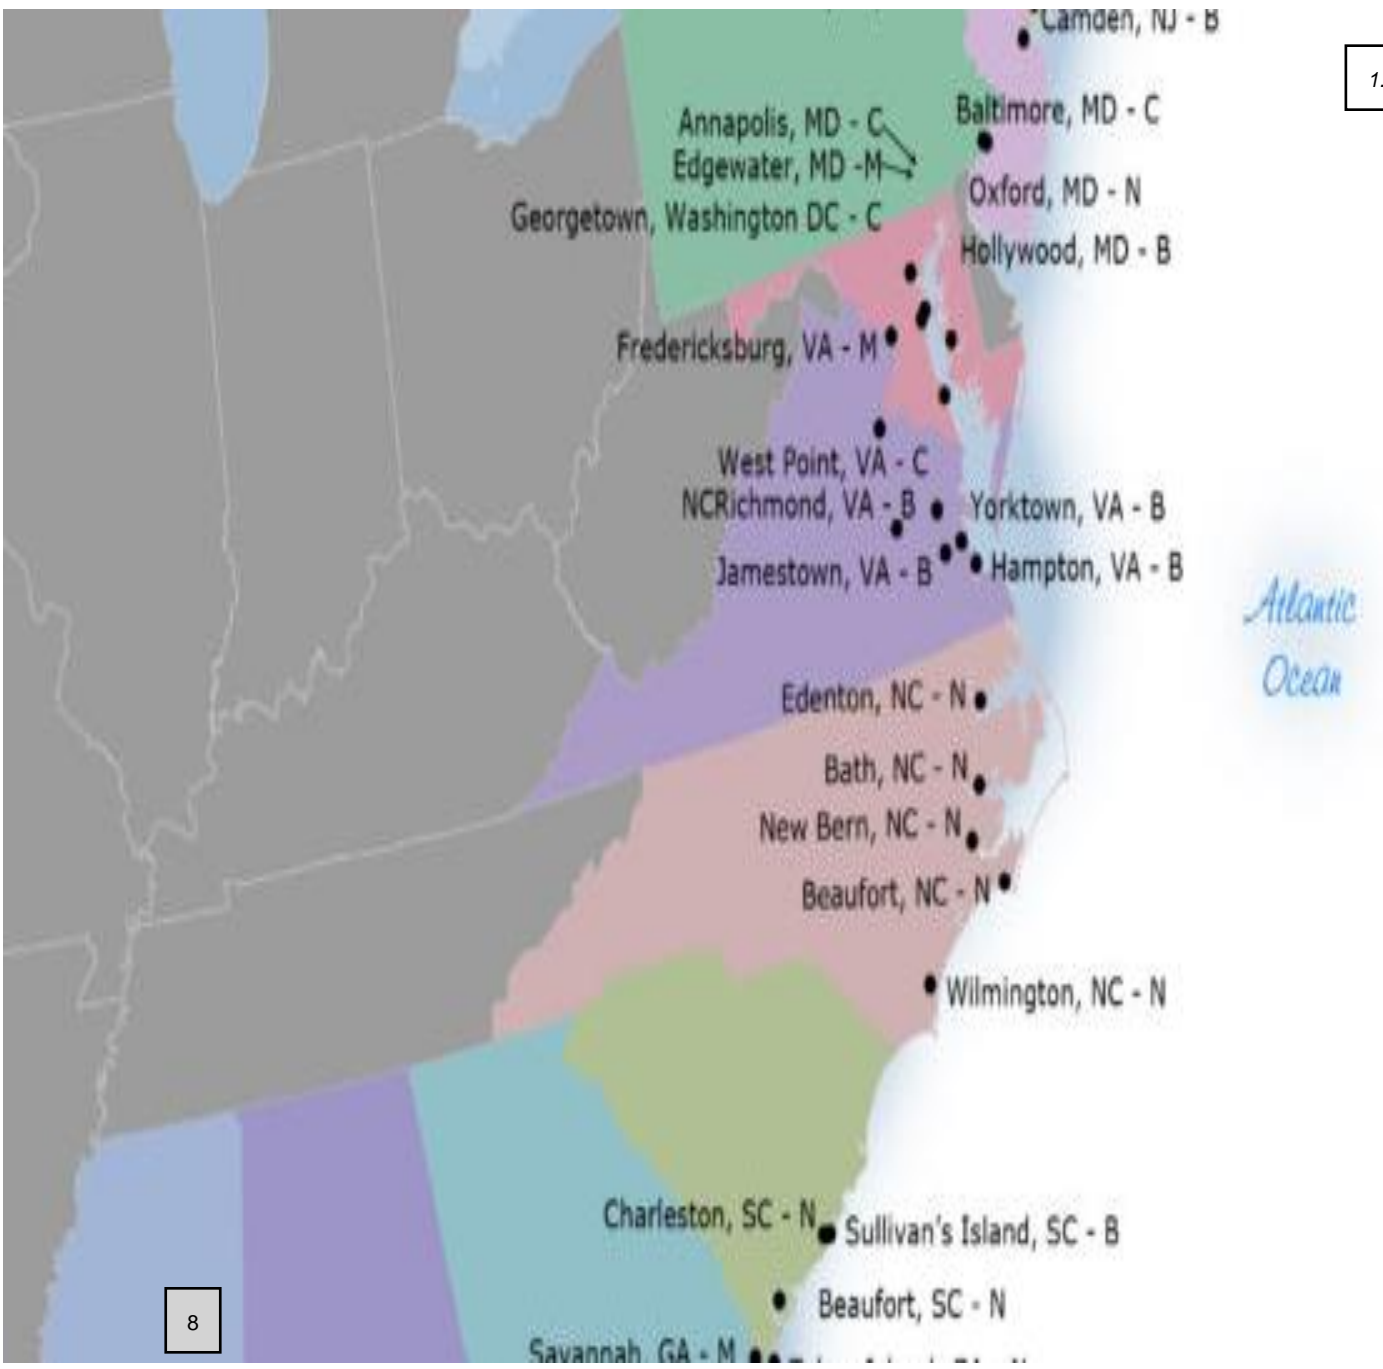 Camden, NJ - B
1.
Baltimore, MD - C
Annapolis, MD - C
Edgewater, MD -M
Oxford, MD - N
Georgetown, Washington DC - C
Hollywood, MD - B
Fredericksburg, VA - M
West Point, VA - C
NCRichmond, VA - B
Yorktown, VA - B
Jamestown, VA - B
Hampton, VA - B
Atlantic
Ocean
Edenton, NC - N
Bath, NC - N
New Bern, NC - N
Beaufort, NC - N
Wilmington, NC - N
Charleston, SC - N
Sullivan's Island, SC - B
Beaufort, SC - N
8
Savannah, GA - M